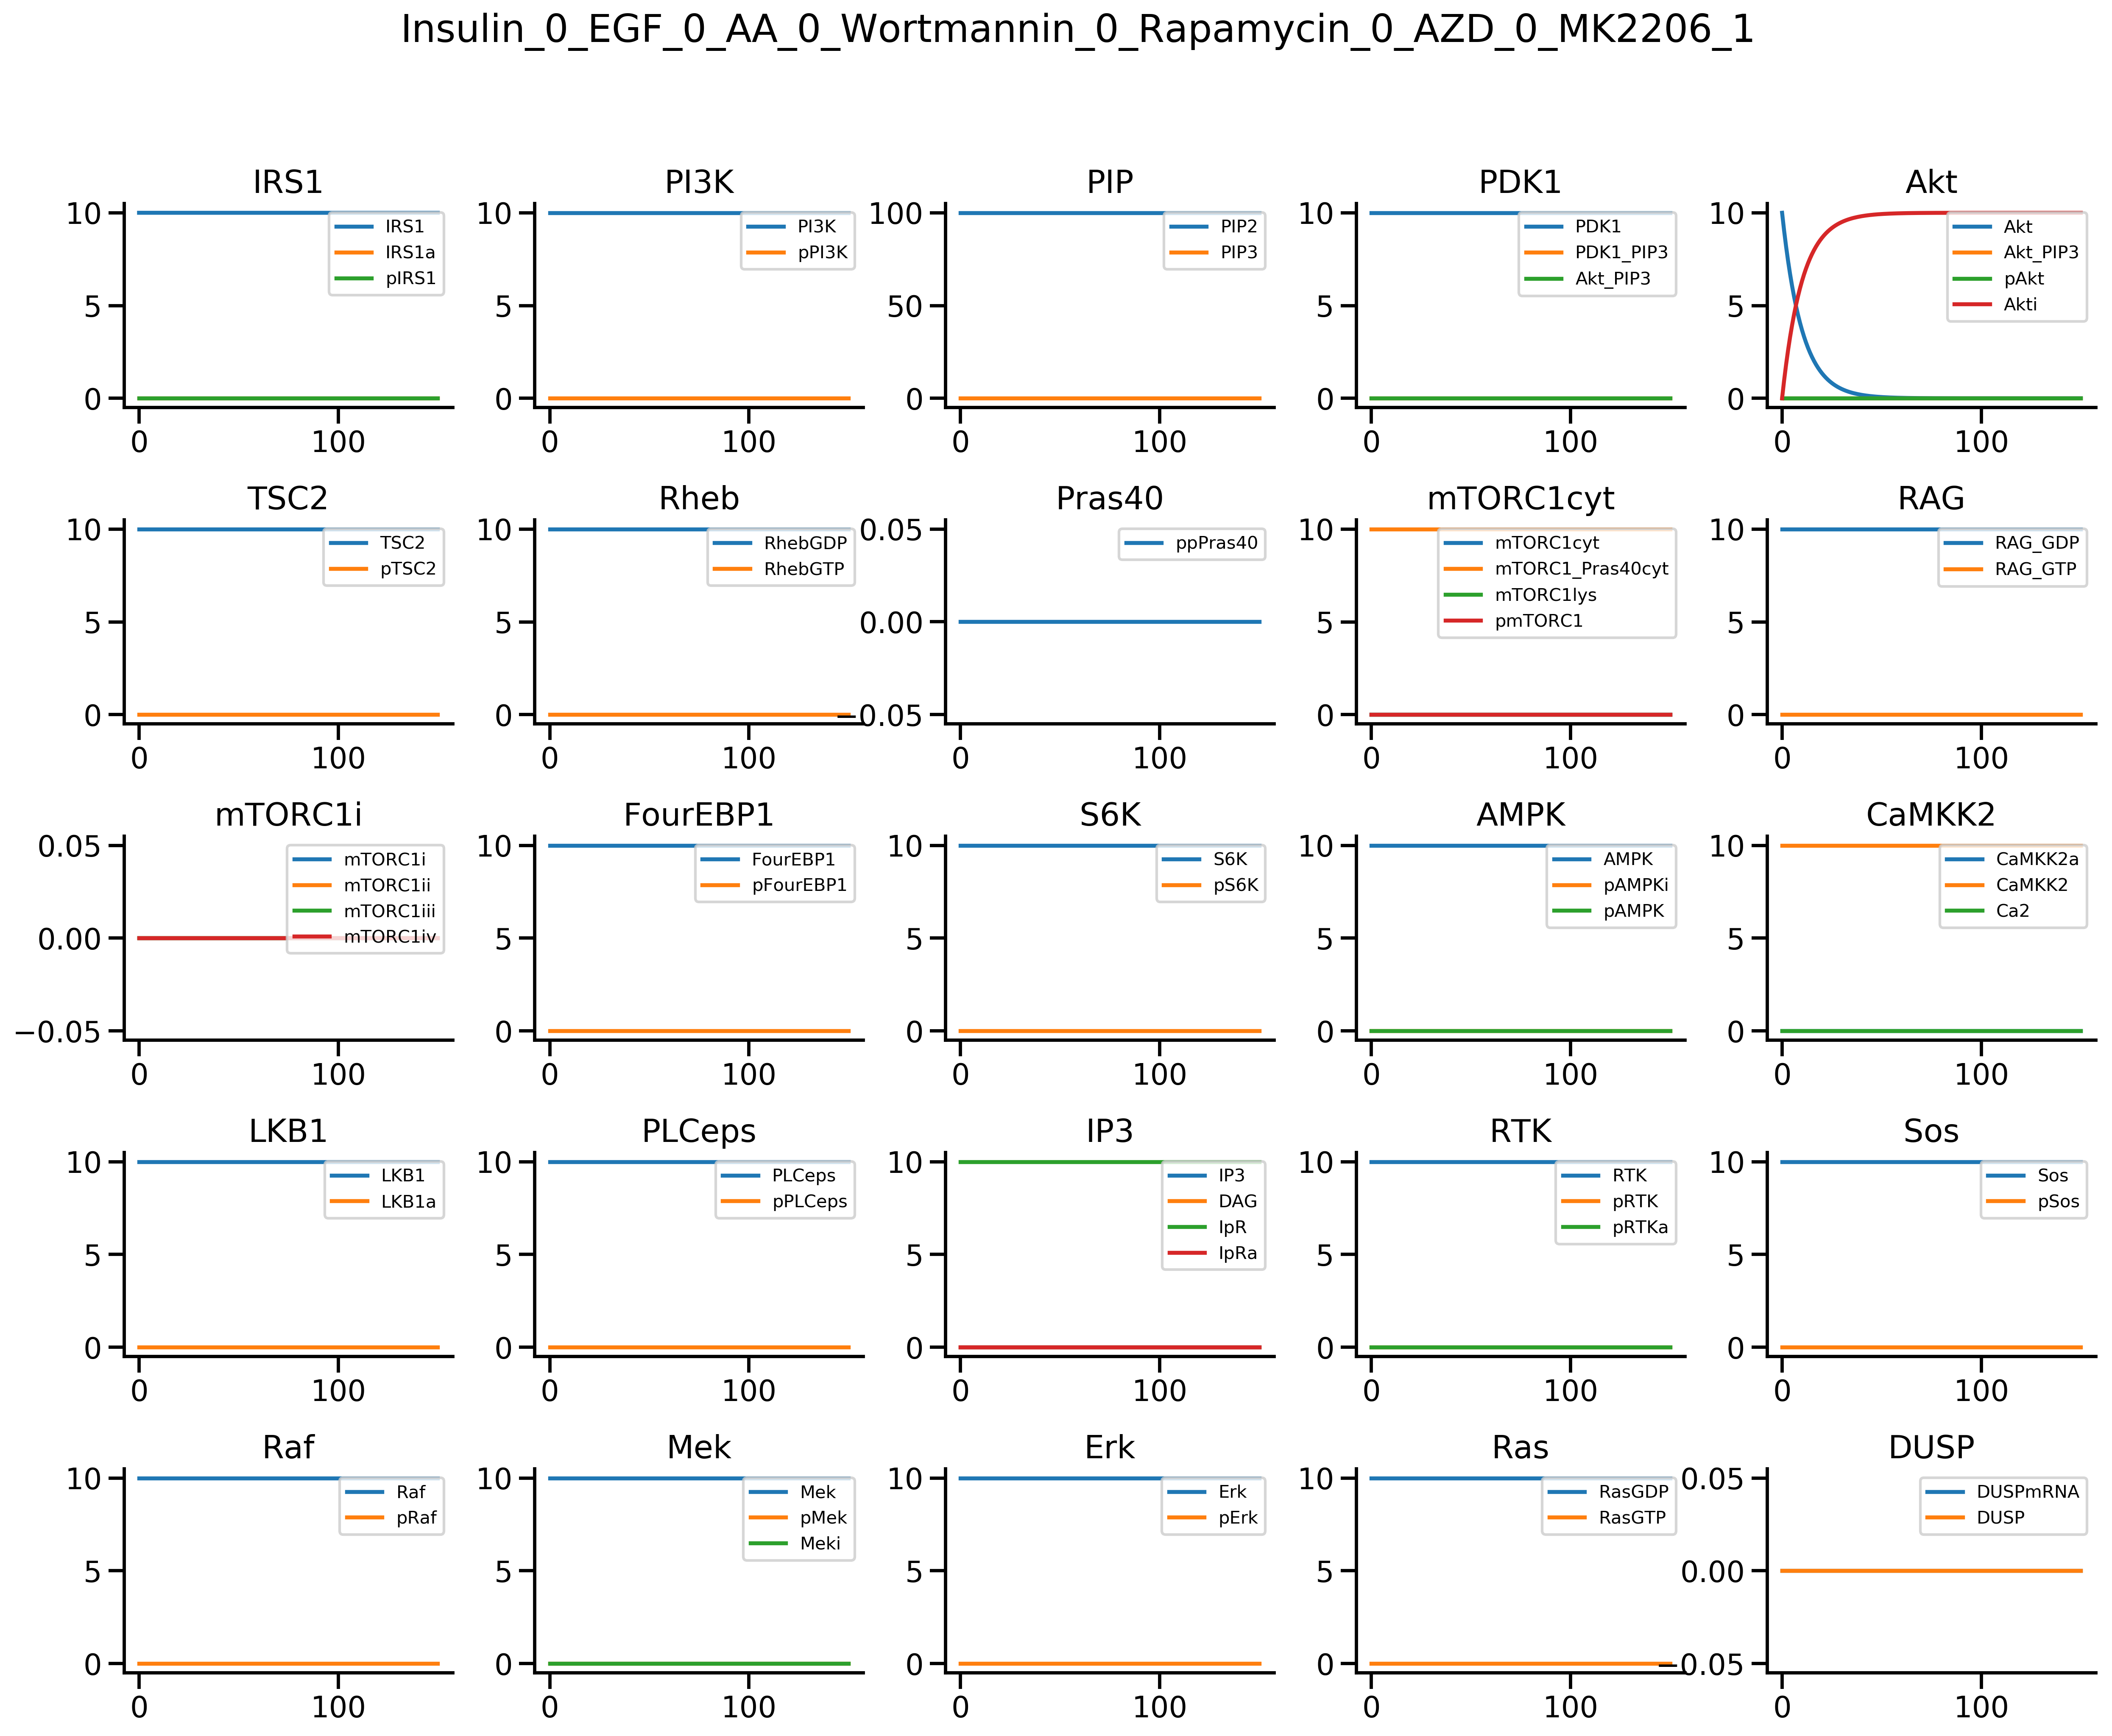 Insulin_0_EGF_0_AA_0_Wortmannin_0_Rapamycin_0_AZD_0_MK2206_1
IRS1
10
5
0
0 100
IRS1
IRS1a
pIRS1
PI3K
10
5
0
0 100
PI3K
pPI3K
PIP
100
50
0
0 100
PIP2
PIP3
PDK1
10
5
0
0 100
PDK1
PDK1_PIP3
Akt_PIP3
Akt
10
5
0
0 100
Akt
Akt_PIP3
pAkt
Akti
TSC2
10
5
0
0 100
TSC2
pTSC2
Rheb
10
5
0
0 100
RhebGDP
RhebGTP
Pras40
0.05
0.00
−0.05
0 100
ppPras40
mTORC1cyt
10
5
0
0 100
mTORC1cyt
mTORC1_Pras40cyt
mTORC1lys
pmTORC1
RAG
10
5
0
0 100
RAG_GDP
RAG_GTP
mTORC1i
0.05
0.00
−0.05
0 100
mTORC1i
mTORC1ii
mTORC1iii
mTORC1iv
FourEBP1
10
5
0
0 100
FourEBP1
pFourEBP1
S6K
10
5
0
0 100
S6K
pS6K
AMPK
10
5
0
0 100
AMPK
pAMPKi
pAMPK
CaMKK2
10
5
0
0 100
CaMKK2a
CaMKK2
Ca2
LKB1
10
5
0
0 100
LKB1
LKB1a
PLCeps
10
5
0
0 100
PLCeps
pPLCeps
IP3
10
5
0
0 100
IP3
DAG
IpR
IpRa
RTK
10
5
0
0 100
RTK
pRTK
pRTKa
Sos
10
5
0
0 100
Sos
pSos
Raf
10
5
0
0 100
Raf
pRaf
Mek
10
5
0
0 100
Mek
pMek
Meki
Erk
10
5
0
0 100
Erk
pErk
Ras
10
5
0
0 100
RasGDP
RasGTP
DUSP
0.05
0.00
−0.05
0 100
DUSPmRNA
DUSP